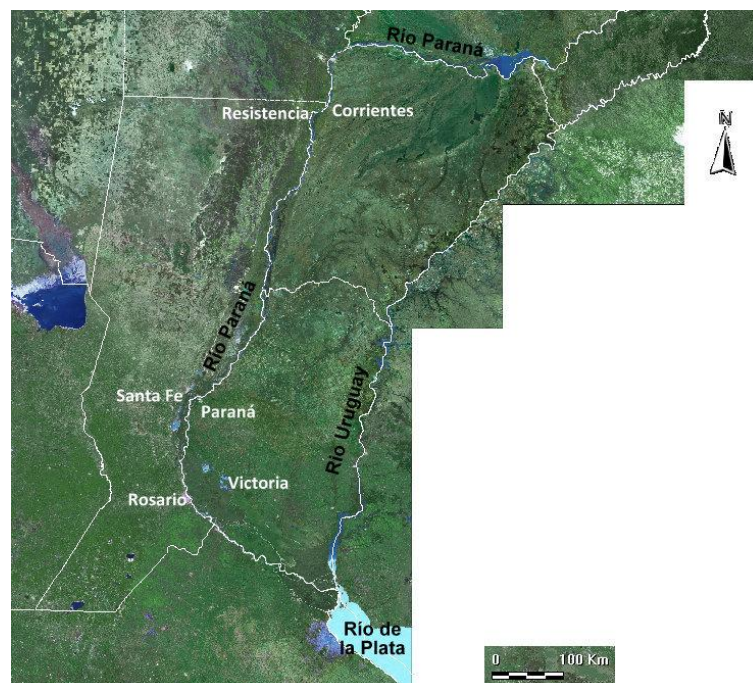 Río Paraná
N
Resistencia
Corrientes
Río Paraná
Santa Fe
Paraná
Río Uruguay
Victoria
Rosario
Río de
la Plata
0 100 Km